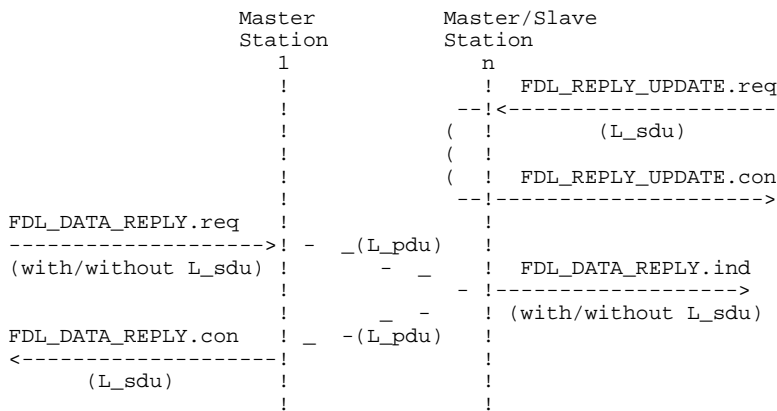 Master Master/Slave
Station Station
1 n
! ! FDL_REPLY_UPDATE.req
! --!<---------------------
! ( ! (L_sdu)
! ( !
! ( ! FDL_REPLY_UPDATE.con
! --!--------------------->
FDL_DATA_REPLY.req ! !
-------------------->! - _(L_pdu) !
(with/without L_sdu) ! - _ ! FDL_DATA_REPLY.ind
! - !------------------->
! _ - ! (with/without L_sdu)
FDL_DATA_REPLY.con ! _ -(L_pdu) !
<--------------------! !
(L_sdu) ! !
! !